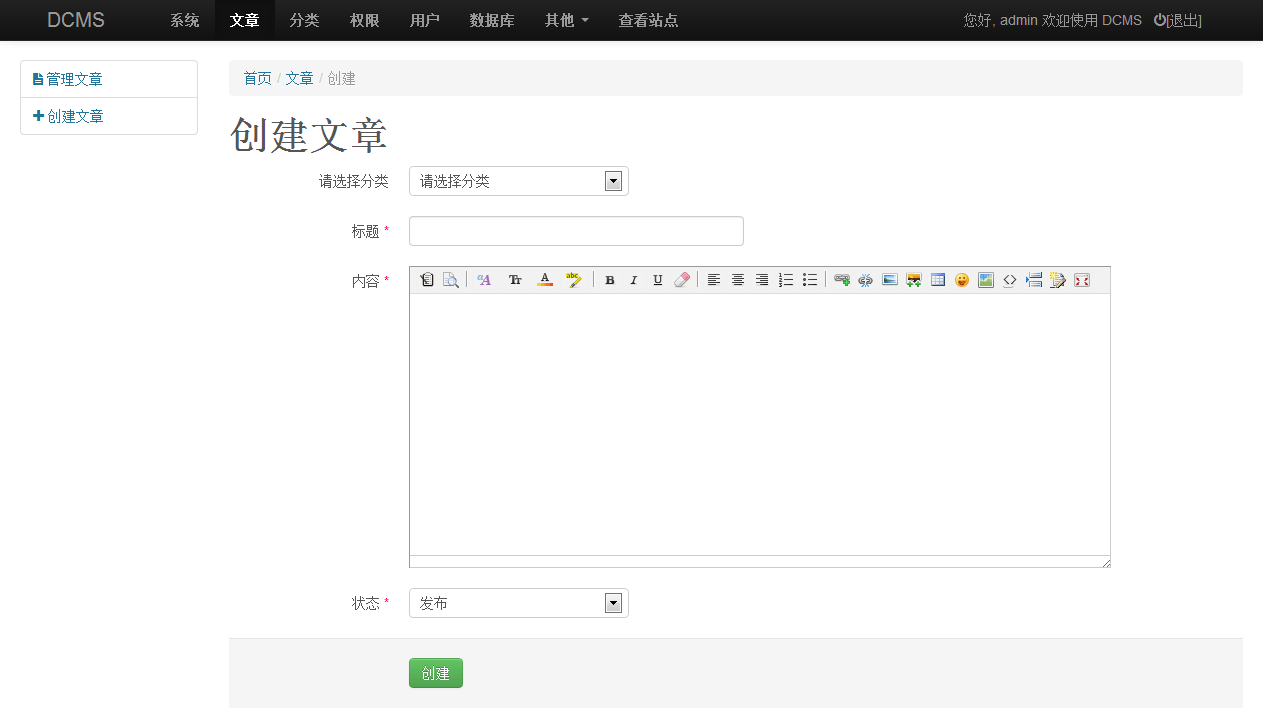 DCMS 系统 文章 分类 权限 用户 数据库 其他 查看站点 您好, admin 欢迎使用 DCMS [退出]
管理文章
创建文章
首页 / 文章 / 创建
创建文章
请选择分类 请选择分类
标题 *
内容 *
状态 * 发布
创建